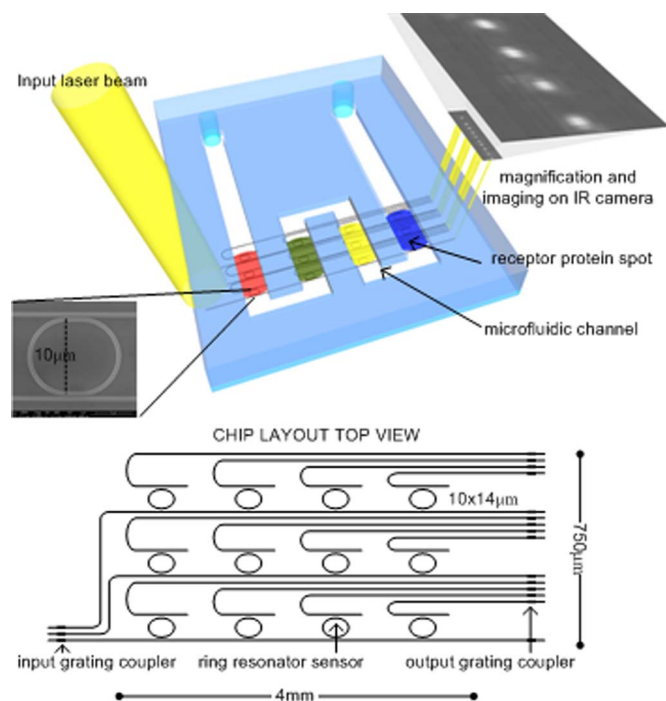 Input laser beam
magnification and
imaging on IR camera
receptor protein spot
microfluidic channel
10µm
CHIP LAYOUT TOP VIEW
10x14µm
750µm
input grating coupler
ring resonator sensor
output grating coupler
4mm